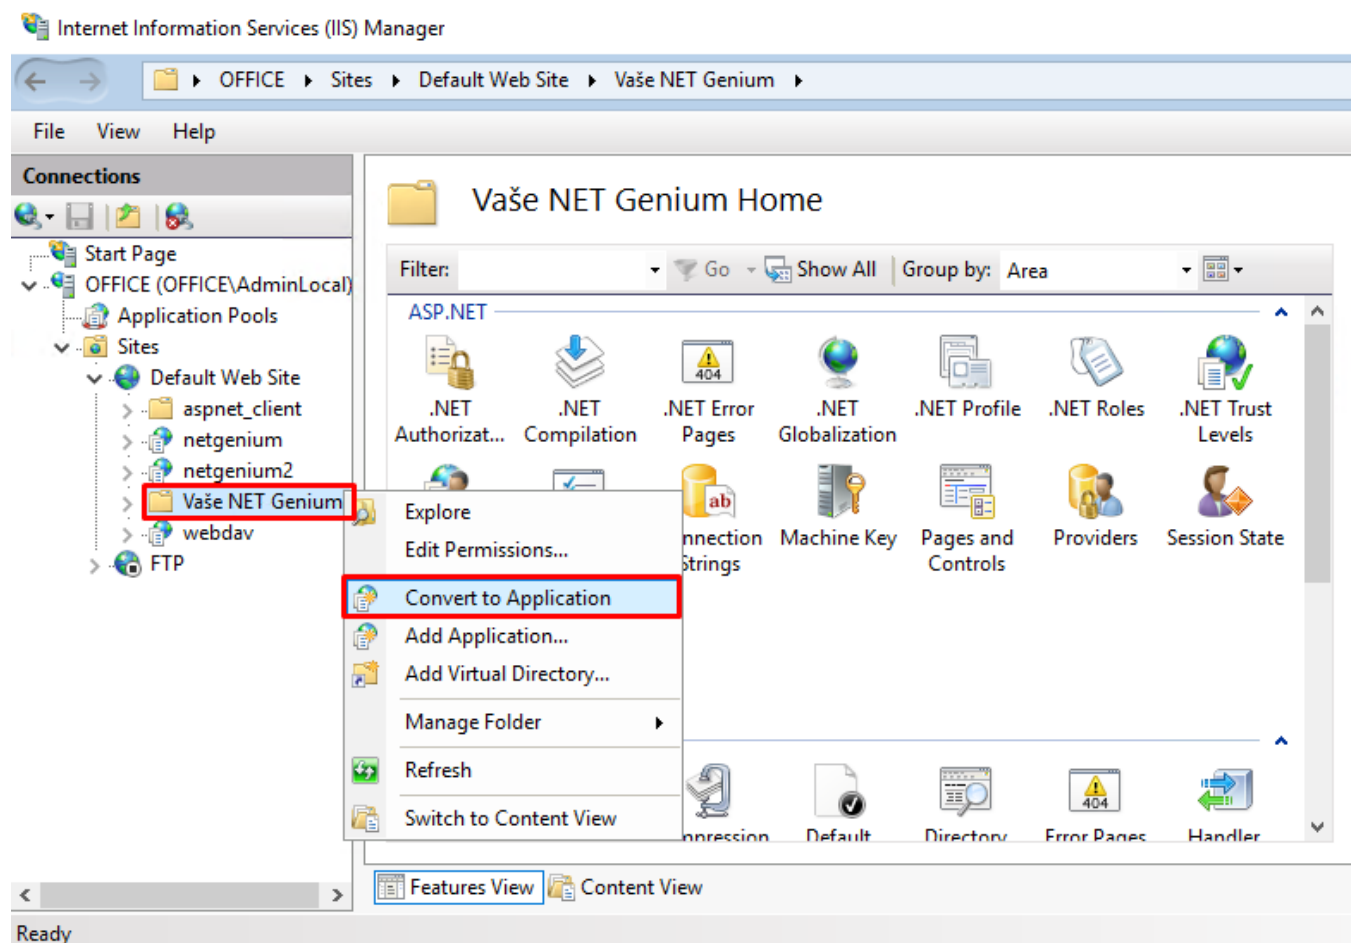 Internet Information Services (IIS) Manager
OFFICE Sites Default Web Site Vaše NET Genium
File View Help
Connections
Start Page
OFFICE (OFFICE\AdminLocal)
Application Pools
Sites
Default Web Site
aspnet_client
netgenium
netgenium2
Vaše NET Genium
webdav
FTP
Vaše NET Genium Home
Filter: Go Show All Group by: Area
ASP.NET
.NET Authorizat...
.NET Compilation
.NET Error Pages
404
.NET Globalization
.NET Profile
.NET Roles
.NET Trust Levels
ab
nnection Strings
Machine Key
Pages and Controls
Providers
Session State
Explore
Edit Permissions...
Convert to Application
Add Application...
Add Virtual Directory...
Manage Folder
Refresh
Switch to Content View
mpression
Default
Directory
404
Error Pages
Handler
Features View
Content View
Ready